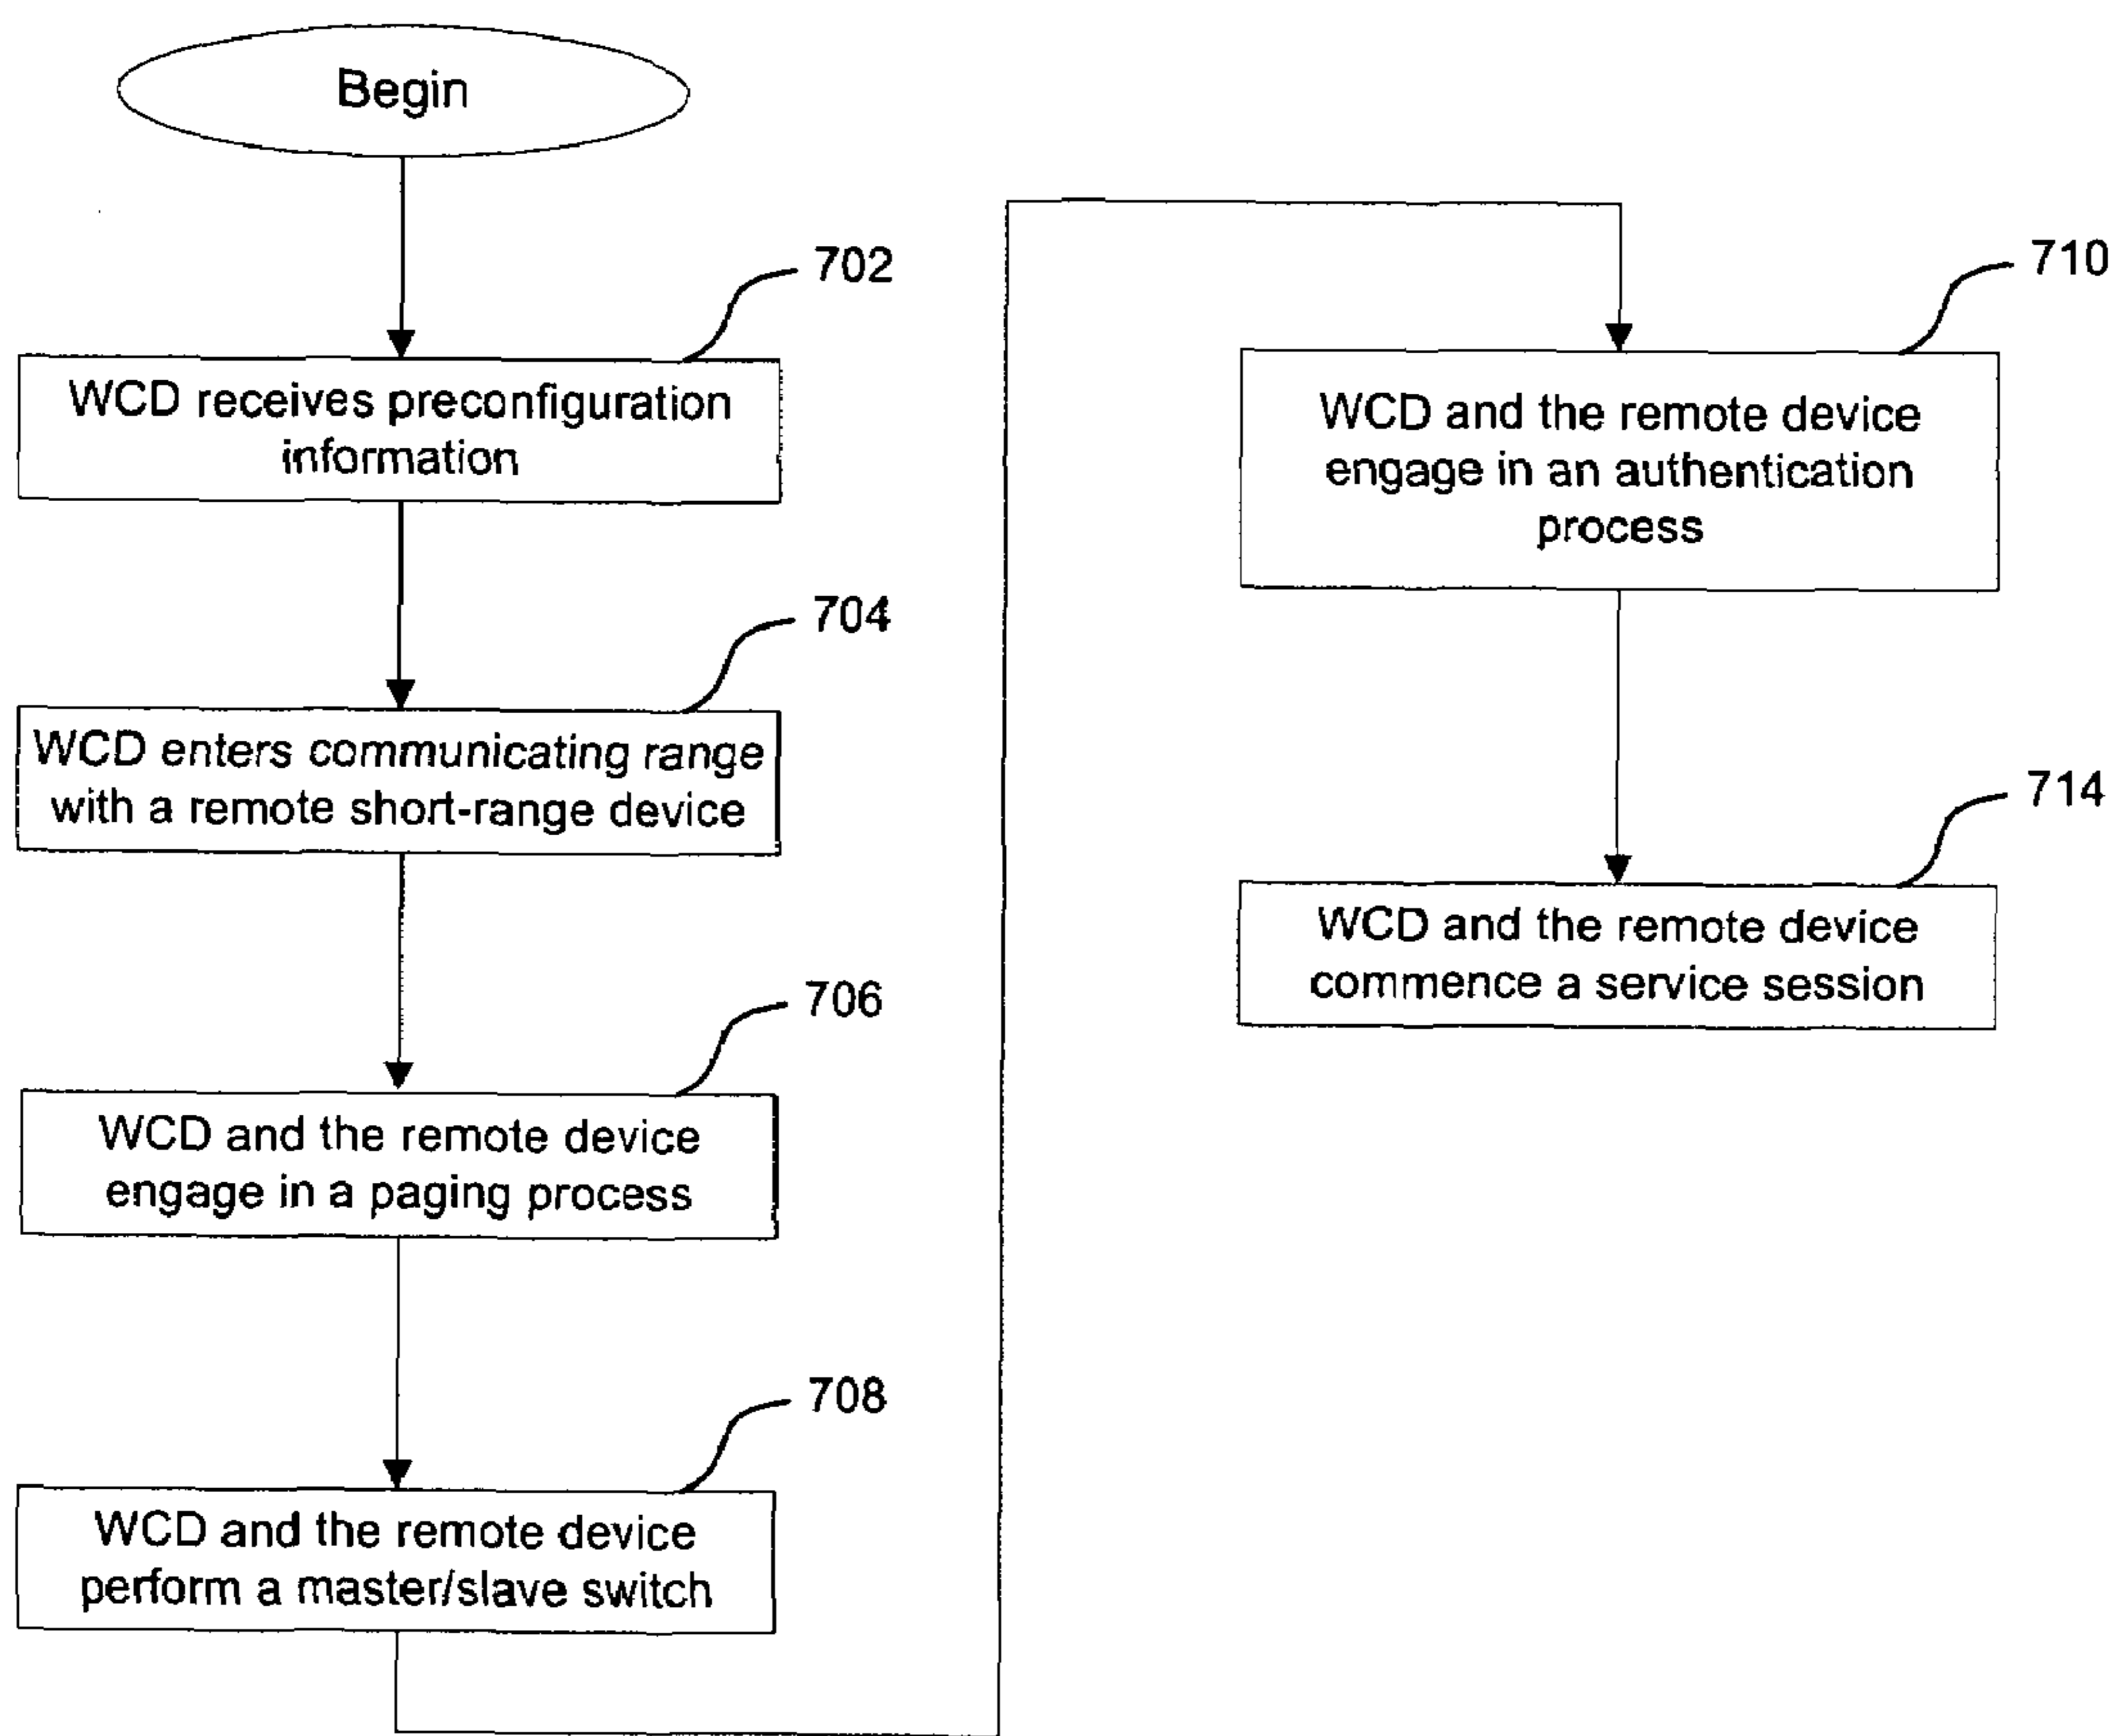 Begin
702
WCD receives preconfiguration
information
704
WCD enters communicating range
with a remote short-range device
706
WCD and the remote device
engage in a paging process
708
WCD and the remote device
perform a master/slave switch
710
WCD and the remote device
engage in an authentication
process
714
WCD and the remote device
commence a service session